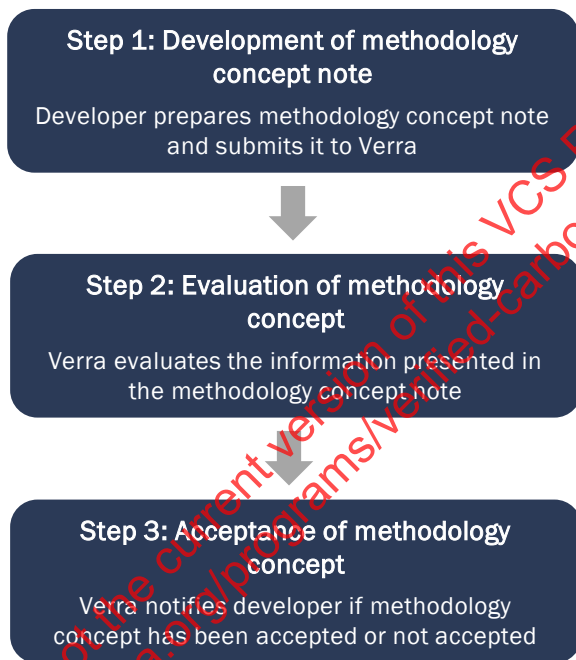 Step 1: Development of methodology
concept note
Developer prepares methodology concept note
and submits it to Verra
Step 2: Evaluation of methodology
concept
Verra evaluates the information presented in
the methodology concept note
Step 3: Acceptance of methodology
concept
Verra notifies developer if methodology
concept has been accepted or not accepted
not the current version of this VCS
.org/programs/verified-carbo